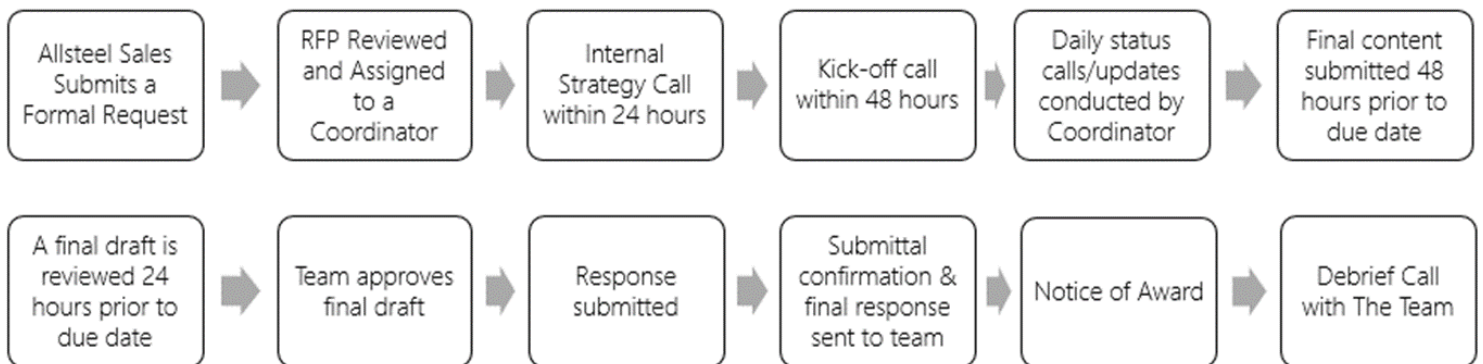 Allsteel Sales
Submits a
Formal Request
RFP Reviewed
and Assigned
to a
Coordinator
Internal
Strategy Call
within 24 hours
Kick-off call
within 48 hours
Daily status
calls/updates
conducted by
Coordinator
Final content
submitted 48
hours prior to
due date
A final draft is
reviewed 24
hours prior to
due date
Team approves
final draft
Response
submitted
Submittal
confirmation &
final response
sent to team
Notice of Award
Debrief Call
with The Team